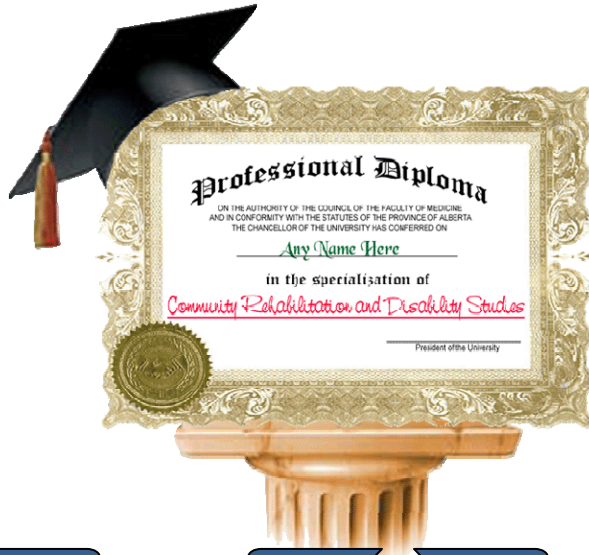 Professional Diploma
ON THE AUTHORITY OF THE COUNCIL OF THE FACULTY OF MEDICINE
AND IN CONFORMITY WITH THE STATUTES OF THE PROVINCE OF ALBERTA
THE CHANCELLOR OF THE UNIVERSITY HAS CONFERRED ON
Any Name Here
in the specialization of
Community Rehabilitation and Disability Studies
President of the University